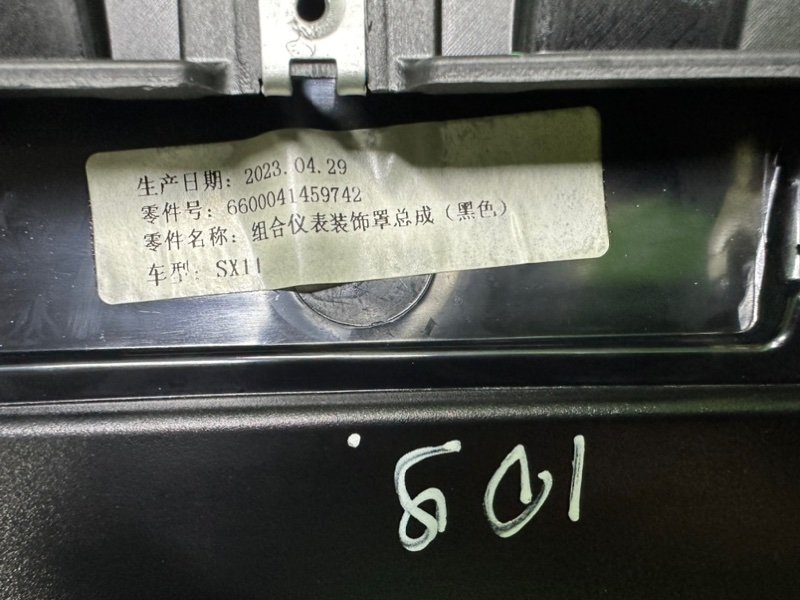 生产日期：2023.04.29
零件号：6600041459742
零件名称：组合仪表装饰罩总成（黑色）
车型：SX11